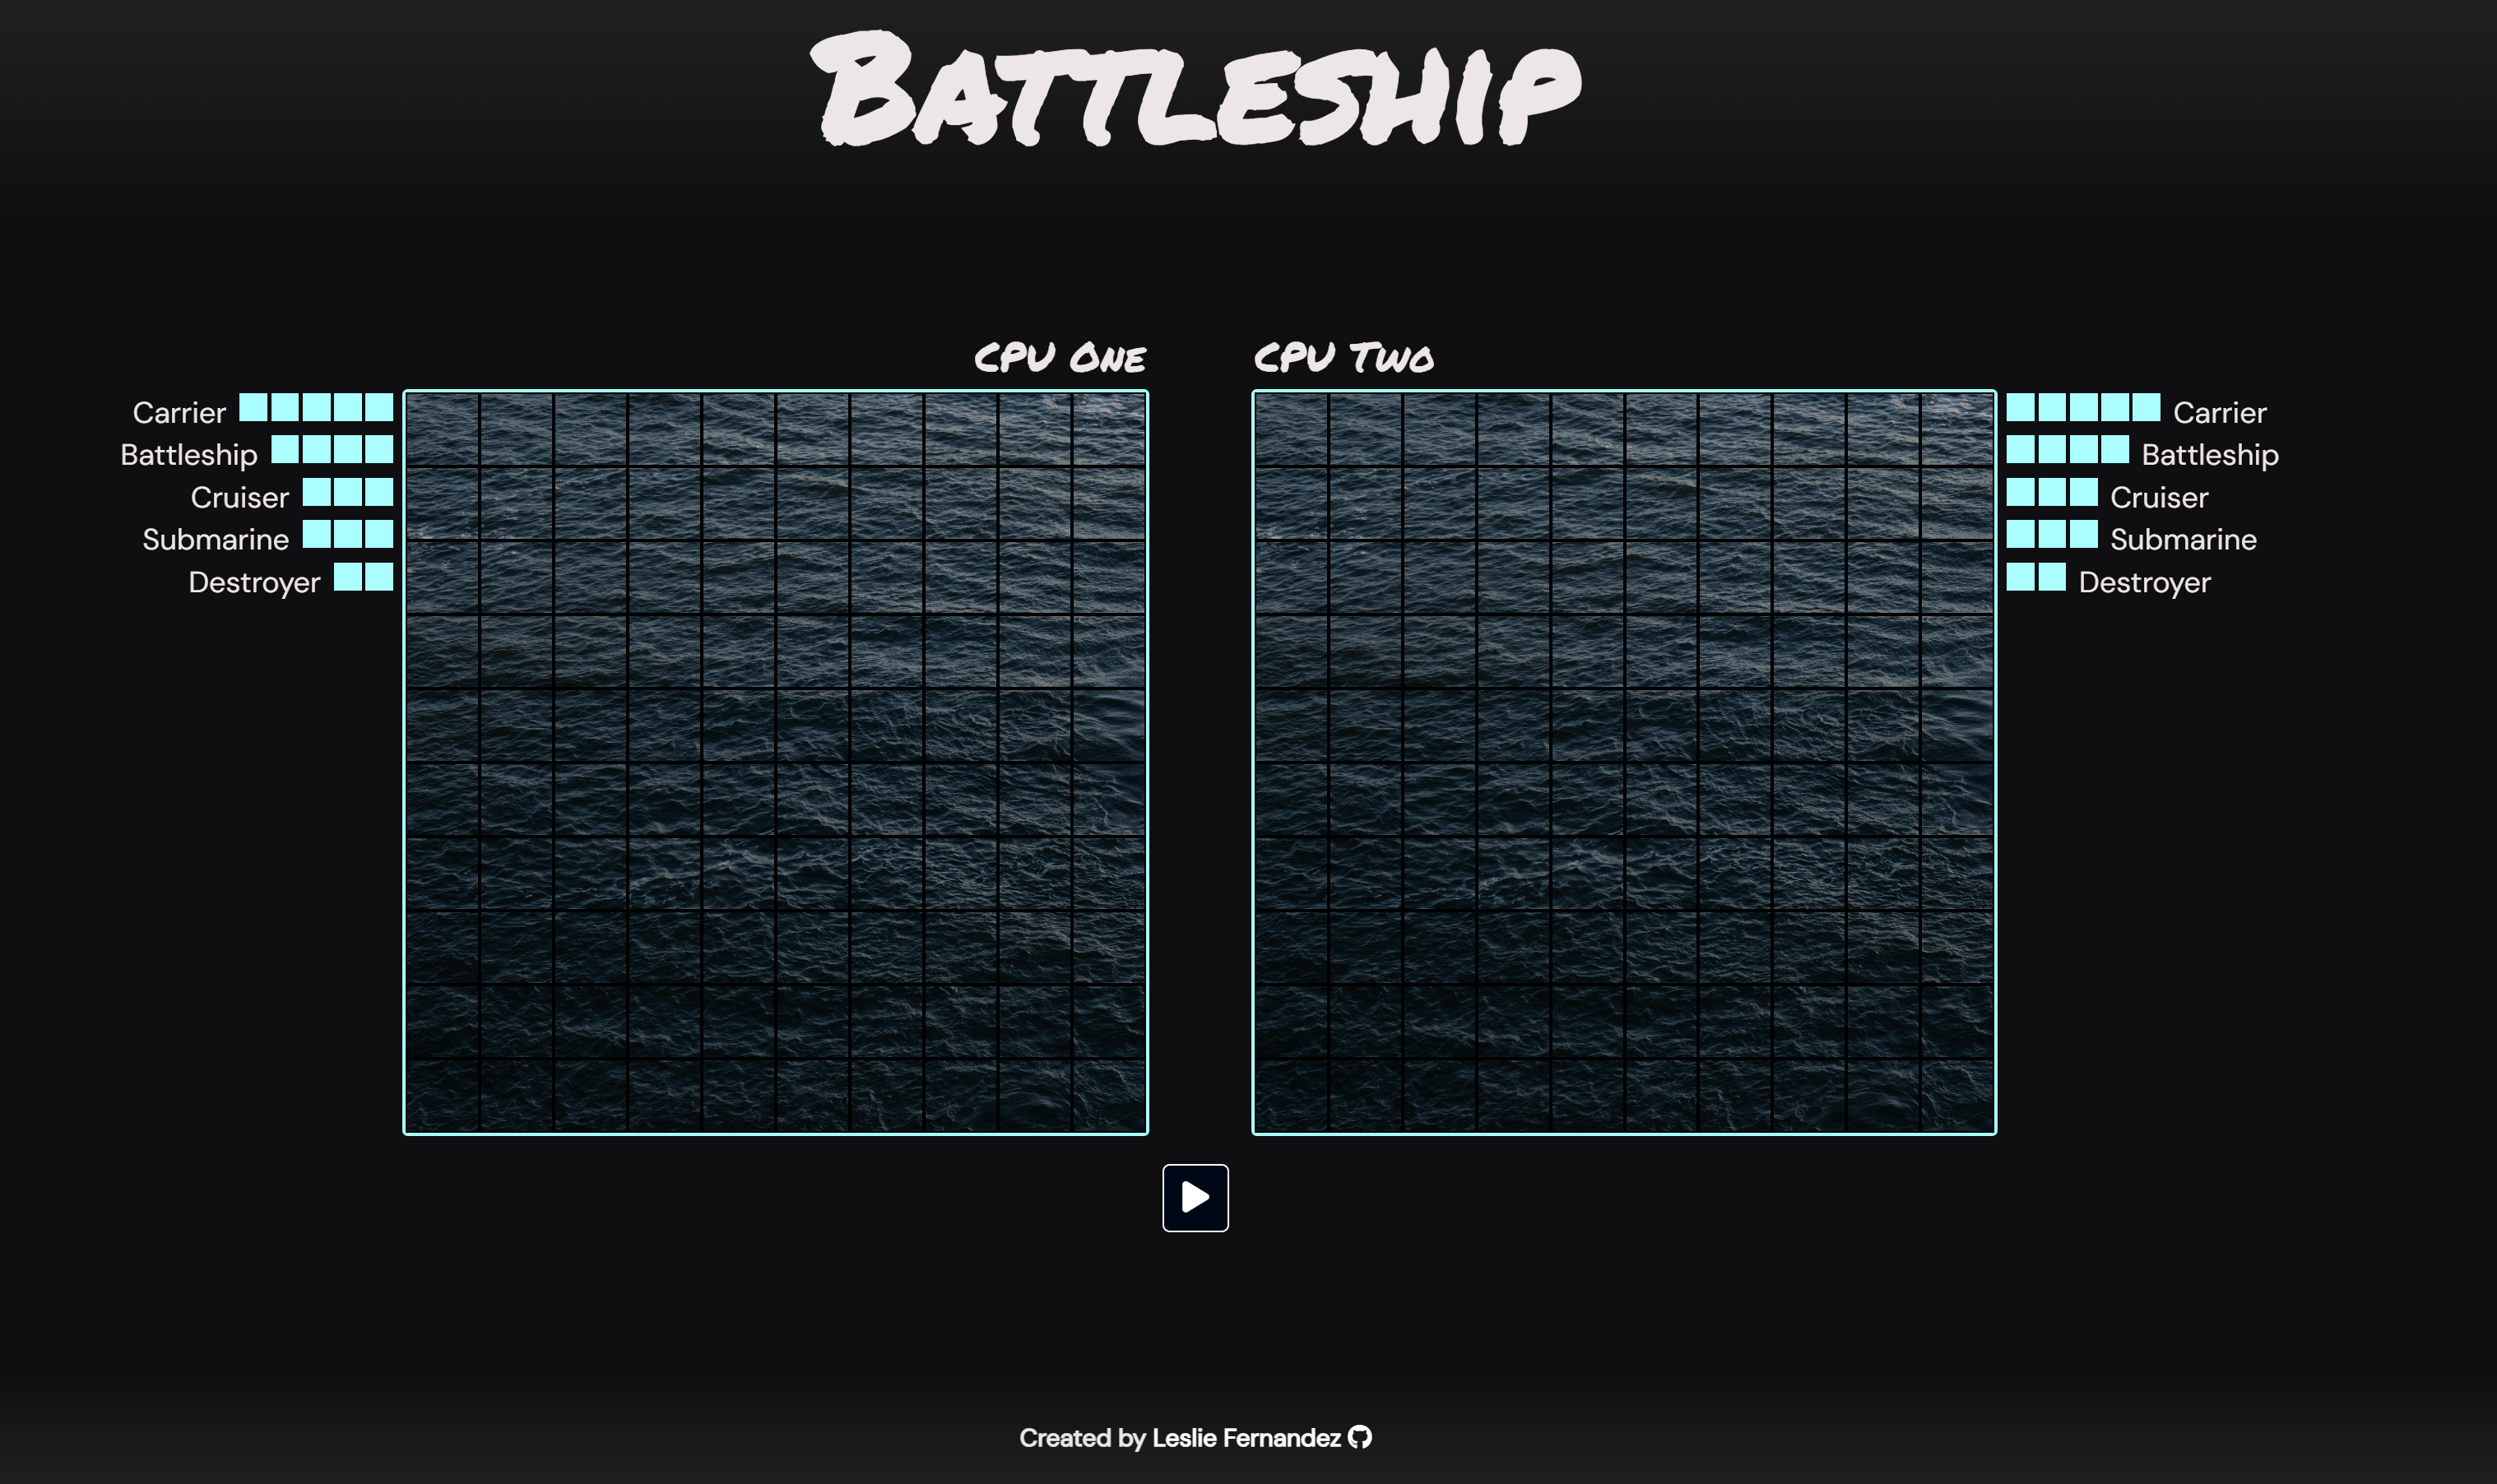 Battleship
CPU One
CPU Two
Carrier
Battleship
Cruiser
Submarine
Destroyer
Carrier
Battleship
Cruiser
Submarine
Destroyer
Created by Leslie Fernandez